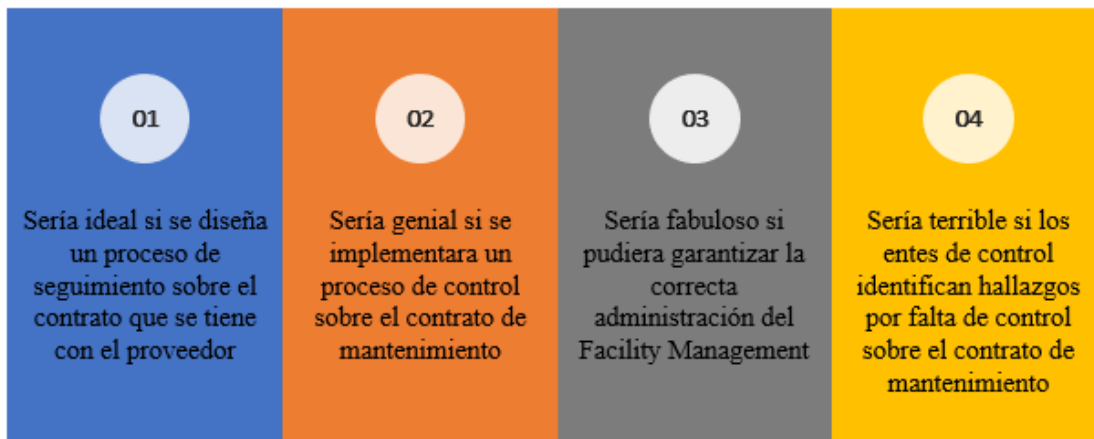 01
Sería ideal si se diseña
un proceso de
seguimiento sobre el
contrato que se tiene
con el proveedor
02
Sería genial si se
implementara un
proceso de control
sobre el contrato de
mantenimiento
03
Sería fabuloso si
pudiera garantizar la
correcta
administración del
Facility Management
04
Sería terrible si los
entes de control
identifican hallazgos
por falta de control
sobre el contrato de
mantenimiento